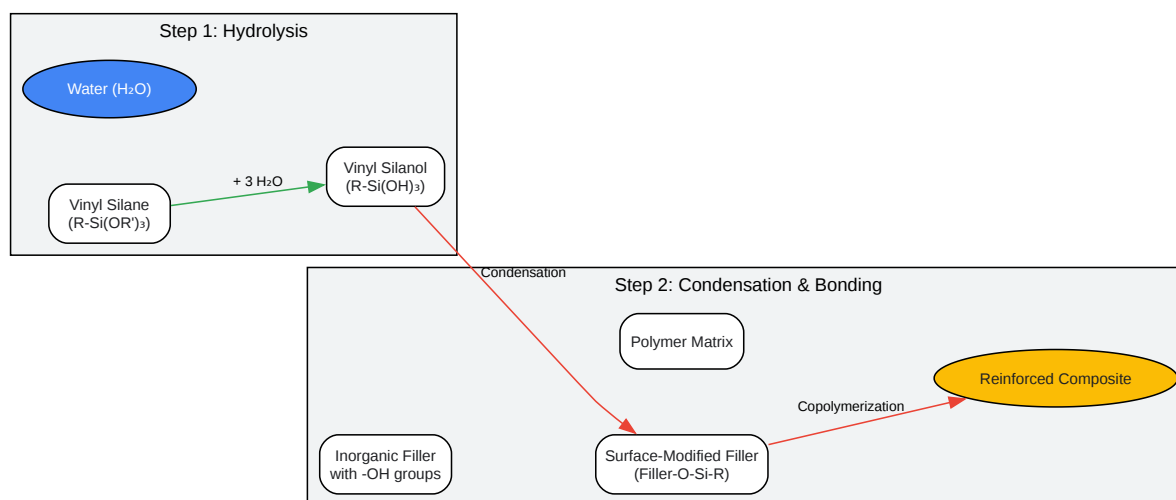 Step 1: Hydrolysis
Water (H₂O)
Vinyl Silanol
(R-Si(OH)₃)
+ 3 H₂O
Vinyl Silane
(R-Si(OR')₃)
Condensation
Step 2: Condensation & Bonding
Polymer Matrix
Reinforced Composite
Copolymerization
Inorganic Filler
with -OH groups
Surface-Modified Filler
(Filler-O-Si-R)